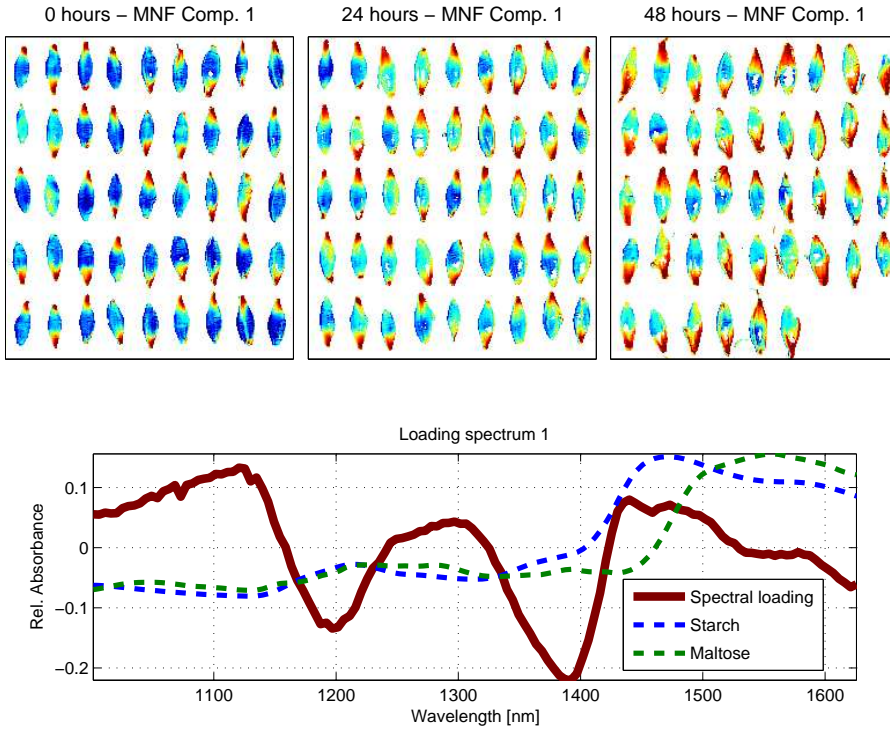 0 hours – MNF Comp. 1
24 hours – MNF Comp. 1
48 hours – MNF Comp. 1
Loading spectrum 1
Rel. Absorbance
0.1
0
−0.1
−0.2
Spectral loading
Starch
Maltose
1100
1200
1300
1400
1500
1600
Wavelength [nm]